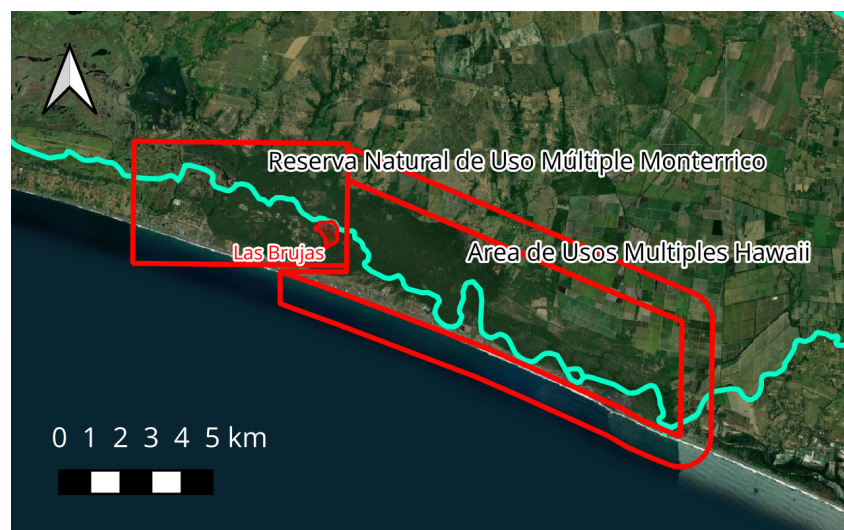 Reserva Natural de Uso Múltiple Monterrico
Las Brujas
Area de Usos Multiples Hawaii
0 1 2 3 4 5 km